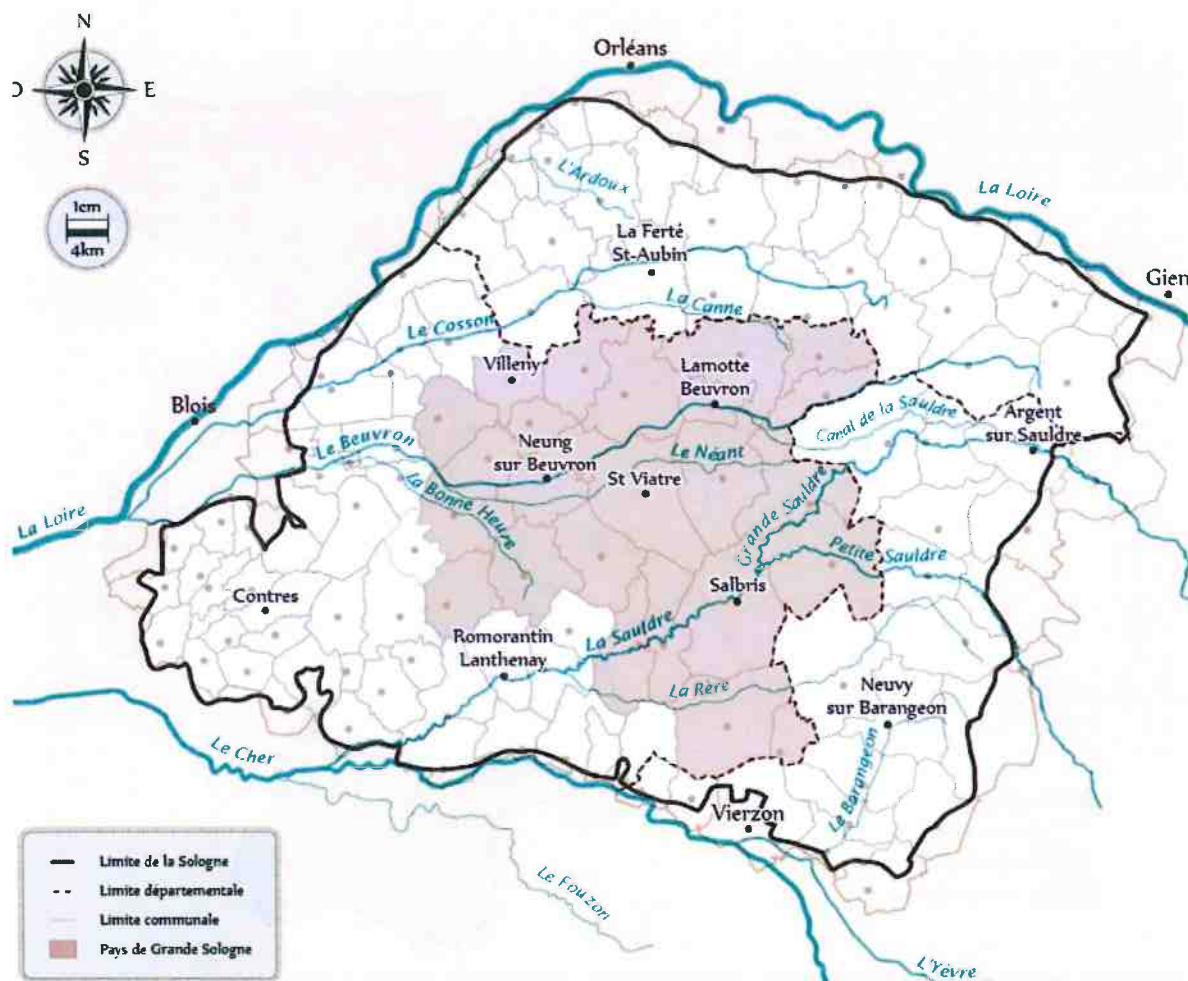 N
E
S
1cm
4km
Orléans
L'Ardoux
La Loire
La Ferté
St-Aubin
Gien
La Canne
Le Cosson
Villeny
Lamotte
Beuvron
Blois
Canal de la Sauldre
Argent
sur Sauldre
Le Beuvron
Neung
sur Beuvron
Le Néant
St Viatre
La Bonne Heure
Grande Sauldre
La Loire
Petite Sauldre
Contres
Salbris
Romorantin
Lanthenay
La Sauldre
La Rère
Neuvy
sur Barangeon
Le Cher
Le Barangeon
Vierzon
Limite de la Sologne
Limite départementale
Limite communale
Pays de Grande Sologne
Le Fouzon
L'Yèvre